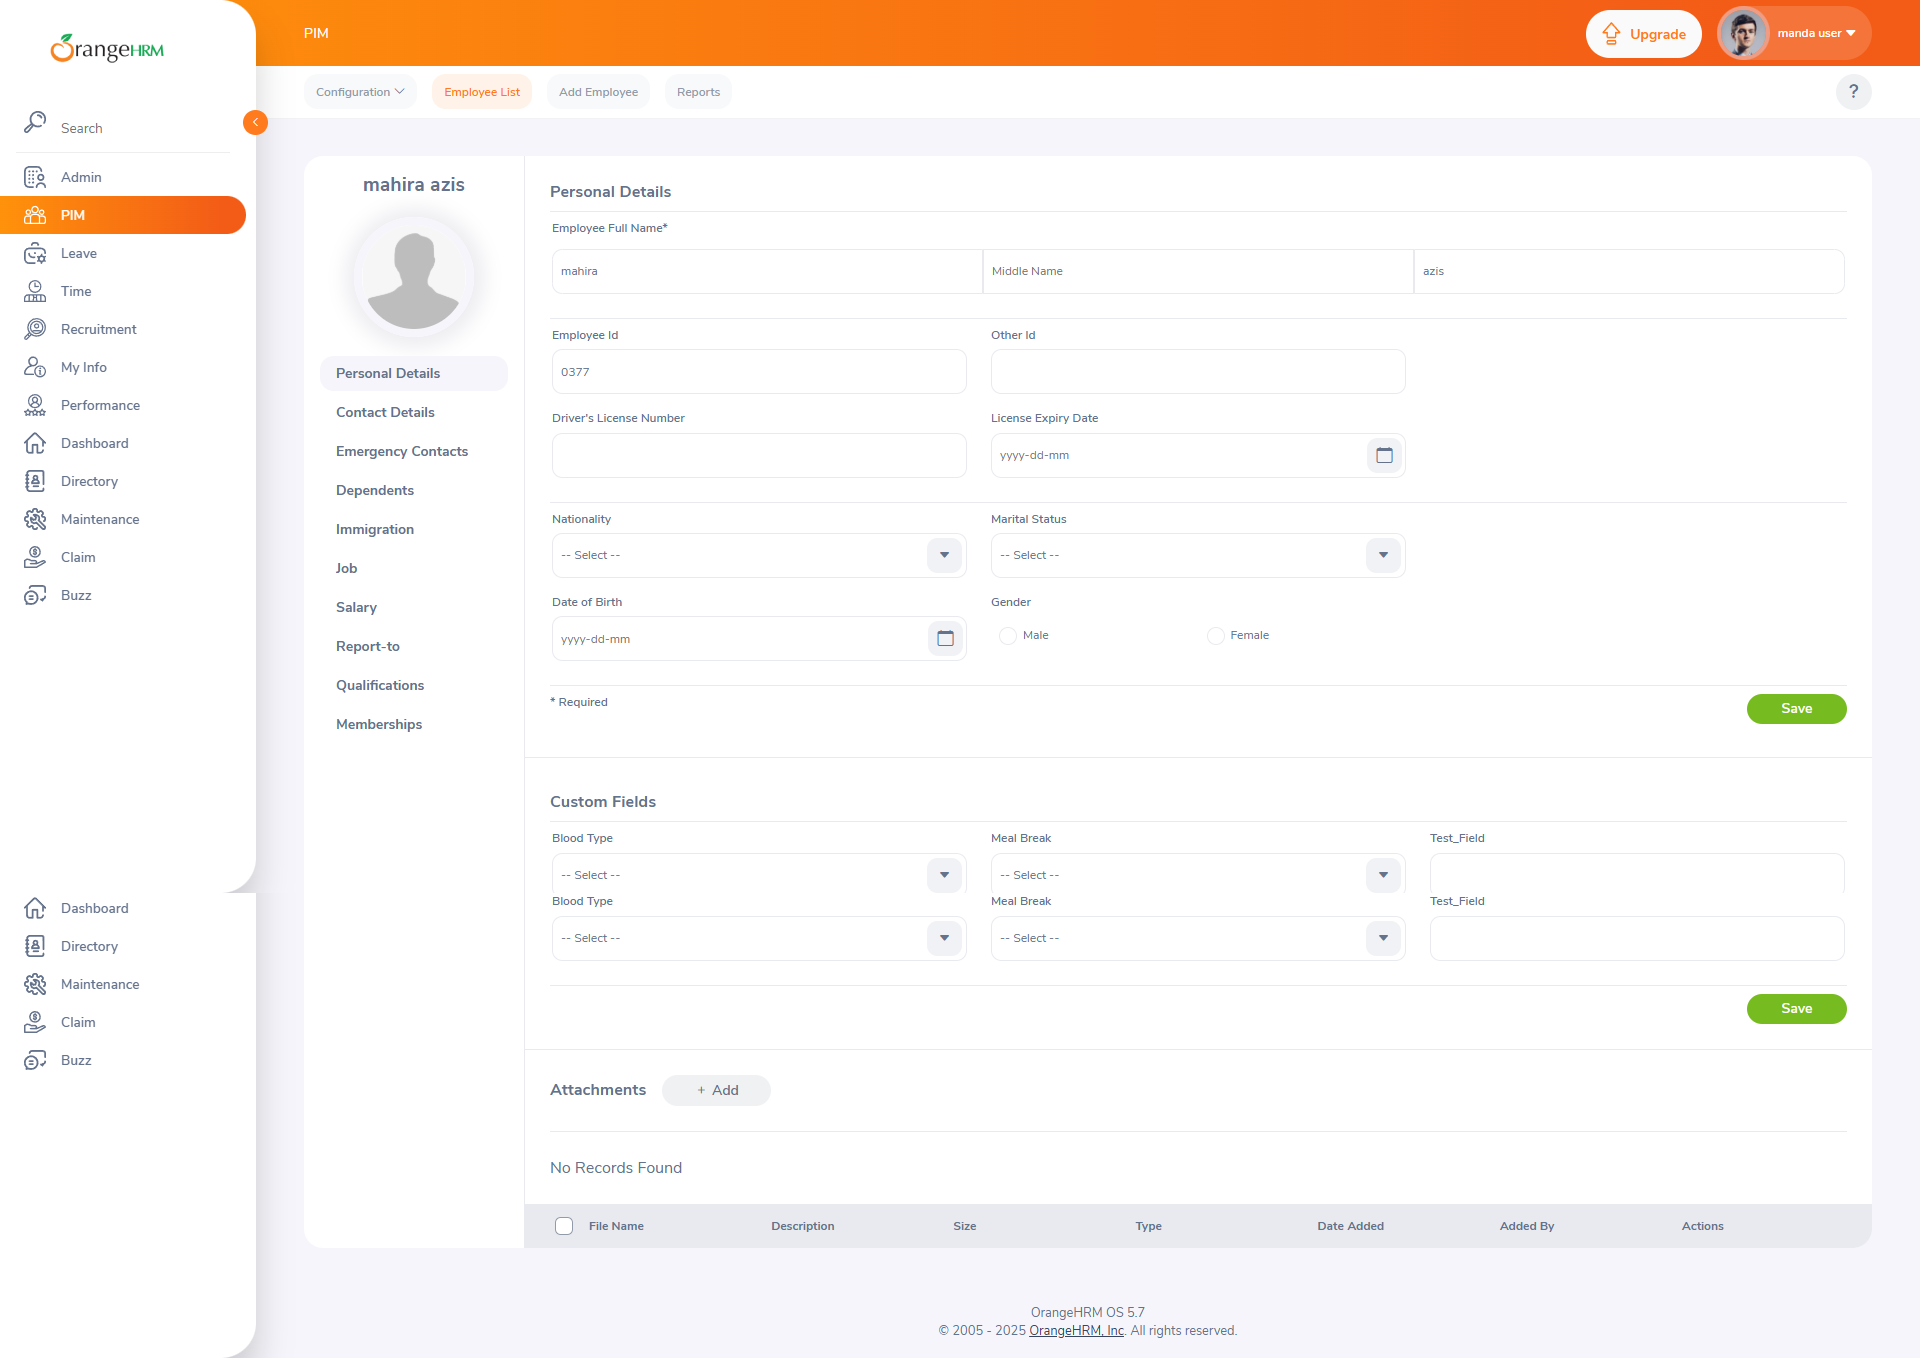 OrangeHRM
PIM
Upgrade
manda user
Configuration
Employee List
Add Employee
Reports
?
Search
Admin
PIM
Leave
Time
Recruitment
My Info
Performance
Dashboard
Directory
Maintenance
Claim
Buzz
Dashboard
Directory
Maintenance
Claim
Buzz
mahira azis
Personal Details
Contact Details
Emergency Contacts
Dependents
Immigration
Job
Salary
Report-to
Qualifications
Memberships
Personal Details
Employee Full Name*
mahira
Middle Name
azis
Employee Id
Other Id
0377
Driver's License Number
License Expiry Date
yyyy-dd-mm
Nationality
Marital Status
-- Select --
-- Select --
Date of Birth
Gender
yyyy-dd-mm
Male
Female
* Required
Save
Custom Fields
Blood Type
Meal Break
Test_Field
-- Select --
-- Select --
Blood Type
Meal Break
Test_Field
-- Select --
-- Select --
Save
Attachments
+ Add
No Records Found
File Name
Description
Size
Type
Date Added
Added By
Actions
OrangeHRM OS 5.7
© 2005 - 2025 OrangeHRM, Inc. All rights reserved.